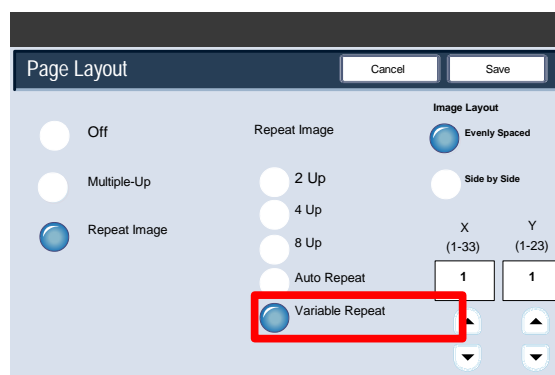 Page Layout
Cancel
Save
Off
Multiple-Up
Repeat Image
Repeat Image
2 Up
4 Up
8 Up
Auto Repeat
Variable Repeat
Image Layout
Evenly Spaced
Side by Side
X Y
(1-33) (1-23)
1 1